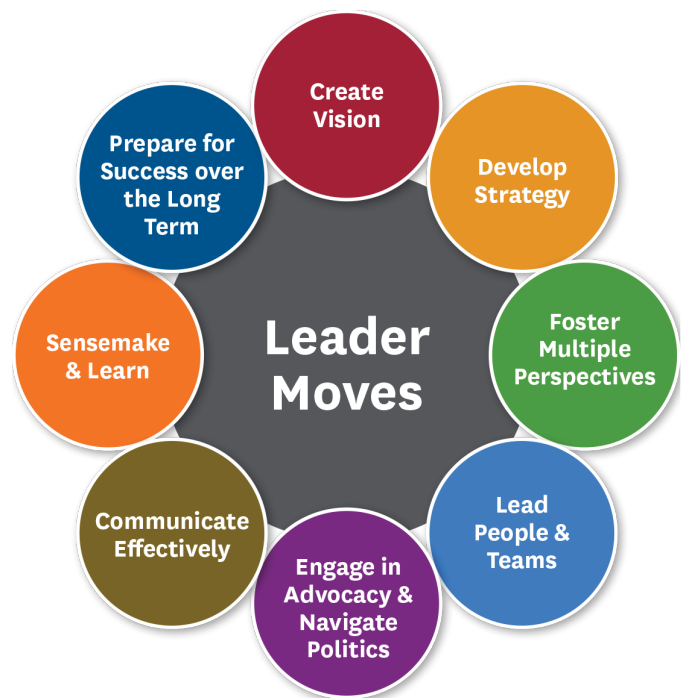 Leader
Moves
Create
Vision
Develop
Strategy
Foster
Multiple
Perspectives
Lead
People &
Teams
Engage in
Advocacy &
Navigate
Politics
Communicate
Effectively
Sensemake
& Learn
Prepare for
Success over
the Long
Term